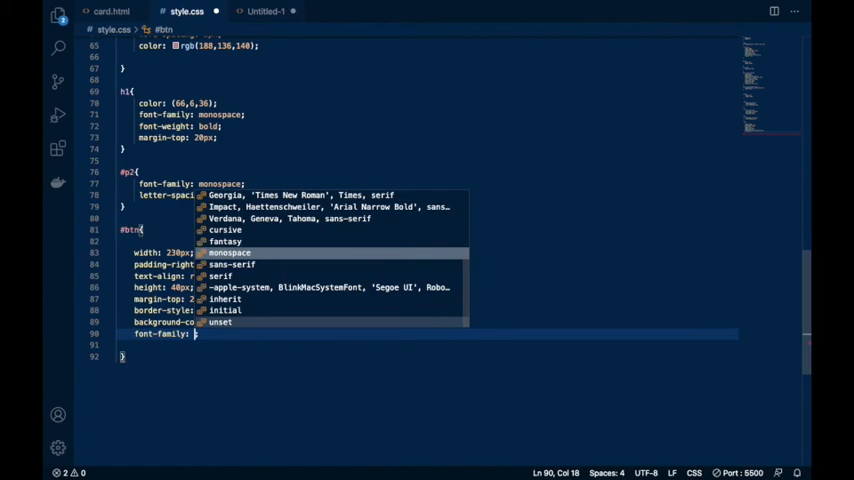 card.html style.css Untitled-1
style.css #btn
65 color: rgb(188,136,140);
66
67 }
68
69 h1{
70 color: (66,6,36);
71 font-family: monospace;
72 font-weight: bold;
73 margin-top: 20px;
74 }
75
76 #p2{
77 font-family: monospace;
78 letter-spaci
79 }
80
81 #btn{
82
83 width: 230px;
84 padding-right
85 text-align: r
86 height: 40px;
87 margin-top: 2
88 border-style:
89 background-co
90 font-family: ;
91
92 }
Georgia, 'Times New Roman', Times, serif
Impact, Haettenschweiler, 'Arial Narrow Bold', sans…
Verdana, Geneva, Tahoma, sans-serif
cursive
fantasy
monospace
sans-serif
serif
-apple-system, BlinkMacSystemFont, 'Segoe UI', Robo…
inherit
initial
unset
2
2 0 Ln 90, Col 18 Spaces: 4 UTF-8 LF CSS Port : 5500